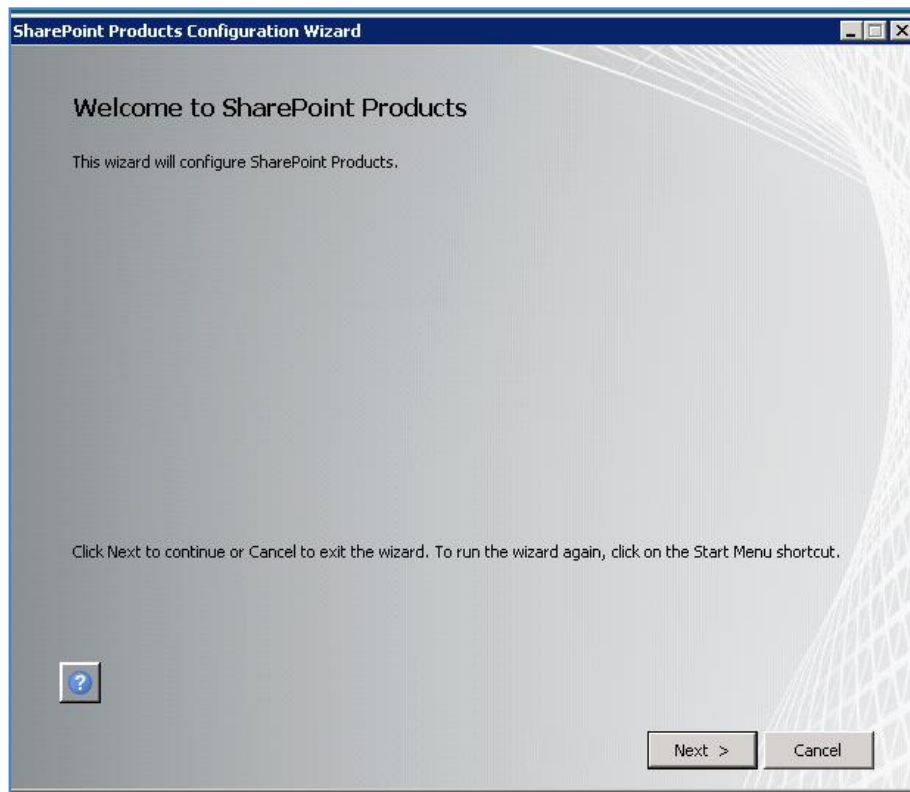 SharePoint Products Configuration Wizard
Welcome to SharePoint Products
This wizard will configure SharePoint Products.
Click Next to continue or Cancel to exit the wizard. To run the wizard again, click on the Start Menu shortcut.
?
Next >
Cancel